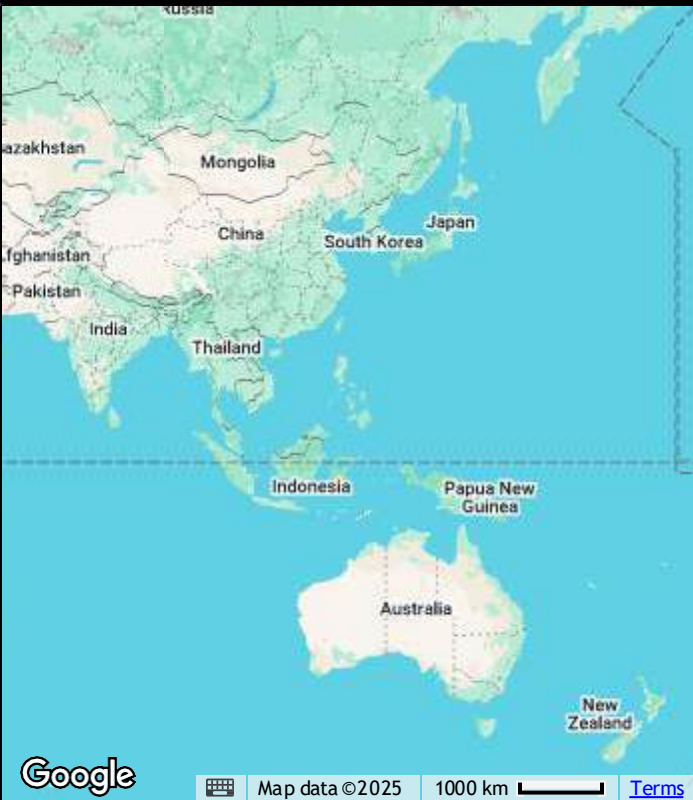 Russia
azakhstan
Mongolia
Japan
China
South Korea
fghanistan
Pakistan
India
Thailand
Indonesia
Papua New
Guinea
Australia
New
Zealand
Google
Map data ©2025
1000 km
Terms